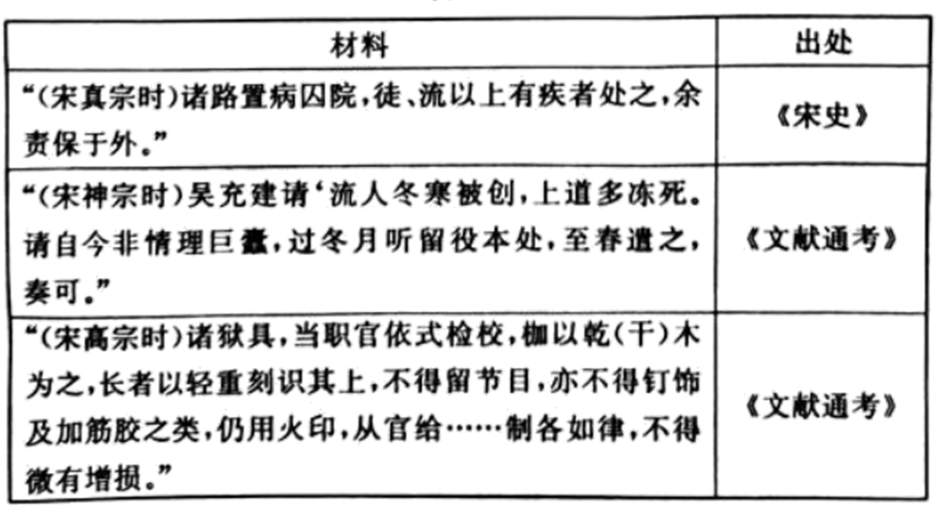 材料 出处
“(宋真宗时)诸路置病囚院,徒、流以上有疾者处之,余
责保于外。”
《宋史》
“(宋神宗时)吴充建请‘流人冬寒被创,上道多冻死。
请自今非情理巨蠹,过冬月听留役本处,至春遣之,
奏可。”
《文献通考》
“(宋高宗时)诸狱具,当职官依式检校,枷以乾(干)木
为之,长者以轻重刻识其上,不得留节目,亦不得钉饰
及加筋胶之类,仍用火印,从官给……制各如律,不得
微有增损。”
《文献通考》